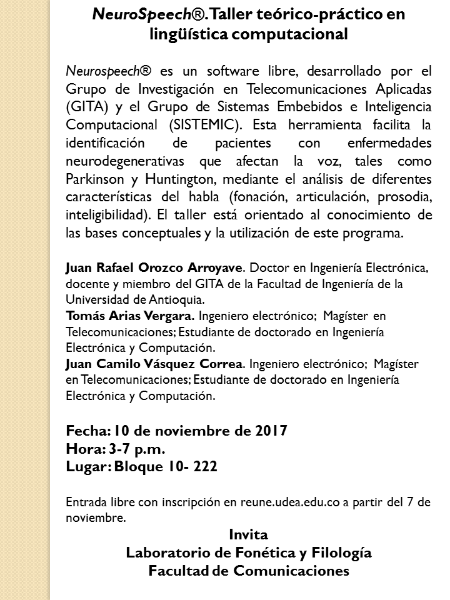 NeuroSpeech®. Taller teórico-práctico en
lingüística computacional
Neurospeech® es un software libre, desarrollado por el
Grupo de Investigación en Telecomunicaciones Aplicadas
(GITA) y el Grupo de Sistemas Embebidos e Inteligencia
Computacional (SISTEMIC). Esta herramienta facilita la
identificación de pacientes con enfermedades
neurodegenerativas que afectan la voz, tales como
Parkinson y Huntington, mediante el análisis de diferentes
características del habla (fonación, articulación, prosodia,
inteligibilidad). El taller está orientado al conocimiento de
las bases conceptuales y la utilización de este programa.
Juan Rafael Orozco Arroyave. Doctor en Ingeniería Electrónica,
docente y miembro del GITA de la Facultad de Ingeniería de la
Universidad de Antioquia.
Tomás Arias Vergara. Ingeniero electrónico; Magíster en
Telecomunicaciones; Estudiante de doctorado en Ingeniería
Electrónica y Computación.
Juan Camilo Vásquez Correa. Ingeniero electrónico; Magíster
en Telecomunicaciones; Estudiante de doctorado en Ingeniería
Electrónica y Computación.
Fecha: 10 de noviembre de 2017
Hora: 3-7 p.m.
Lugar: Bloque 10- 222
Entrada libre con inscripción en reune.udea.edu.co a partir del 7 de
noviembre.
Invita
Laboratorio de Fonética y Filología
Facultad de Comunicaciones